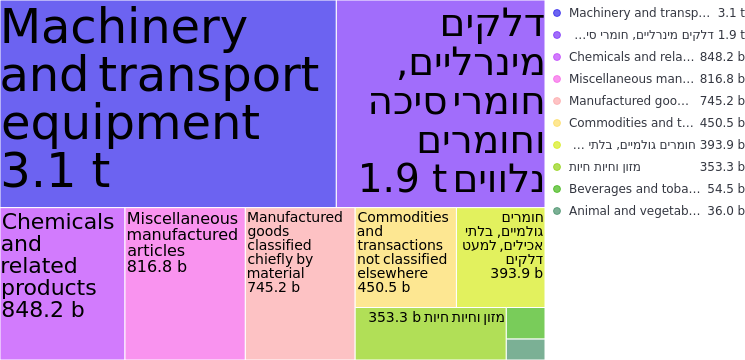 Machinery
and transport
equipment
3.1 t
דלקים
מינרליים,
חומרי סיכה
וחומרים
נלווים 1.9 t
Chemicals
and
related
products
848.2 b
Miscellaneous
manufactured
articles
816.8 b
Manufactured
goods
classified
chiefly by
material
745.2 b
Commodities
and
transactions
not classified
elsewhere
450.5 b
חומרים
גולמיים, בלתי
אכילים, למעט
דלקים
393.9 b
מזון וחיות חיות 353.3 b
Machinery and transp... 3.1 t
דלקים מינרליים, חומרי סי... 1.9 t
Chemicals and rela... 848.2 b
Miscellaneous man... 816.8 b
Manufactured goo... 745.2 b
Commodities and t... 450.5 b
חומרים גולמיים, בלתי ... 393.9 b
מזון וחיות חיות 353.3 b
Beverages and toba... 54.5 b
Animal and vegetab... 36.0 b